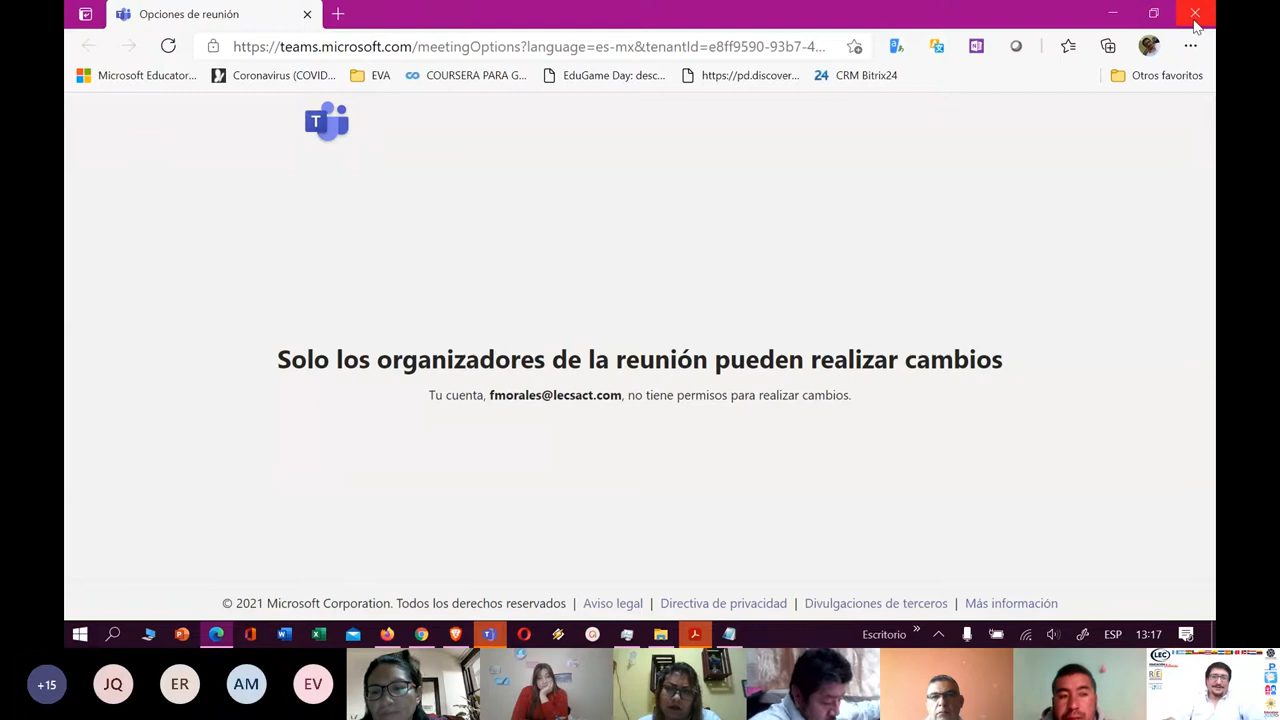 Opciones de reunión
https://teams.microsoft.com/meetingOptions?language=es-mx&tenantId=e8ff9590-93b7-4...
Microsoft Educator...
Coronavirus (COVID...
EVA
COURSERA PARA G...
EduGame Day: desc...
https://pd.discover...
24 CRM Bitrix24
Otros favoritos
T
Solo los organizadores de la reunión pueden realizar cambios
Tu cuenta, fmorales@lecsact.com, no tiene permisos para realizar cambios.
© 2021 Microsoft Corporation. Todos los derechos reservados | Aviso legal | Directiva de privacidad | Divulgaciones de terceros | Más información
Escritorio » ESP 13:17
+15 JQ ER AM EV
LEC